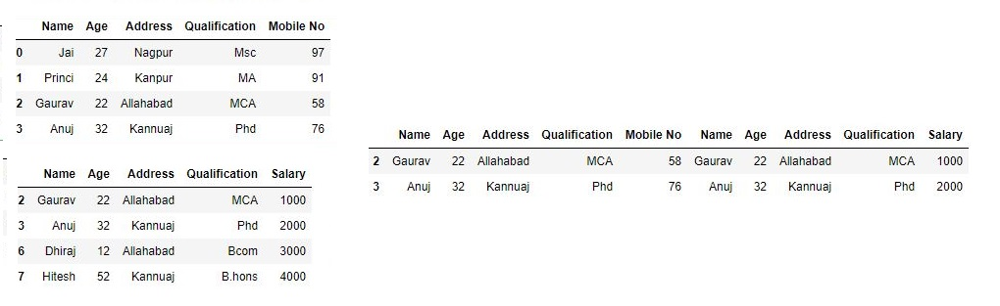 Name Age Address Qualification Mobile No
0 Jai 27 Nagpur Msc 97
1 Princi 24 Kanpur MA 91
2 Gaurav 22 Allahabad MCA 58
3 Anuj 32 Kannuaj Phd 76
Name Age Address Qualification Salary
2 Gaurav 22 Allahabad MCA 1000
3 Anuj 32 Kannuaj Phd 2000
6 Dhiraj 12 Allahabad Bcom 3000
7 Hitesh 52 Kannuaj B.hons 4000
Name Age Address Qualification Mobile No Name Age Address Qualification Salary
2 Gaurav 22 Allahabad MCA 58 Gaurav 22 Allahabad MCA 1000
3 Anuj 32 Kannuaj Phd 76 Anuj 32 Kannuaj Phd 2000